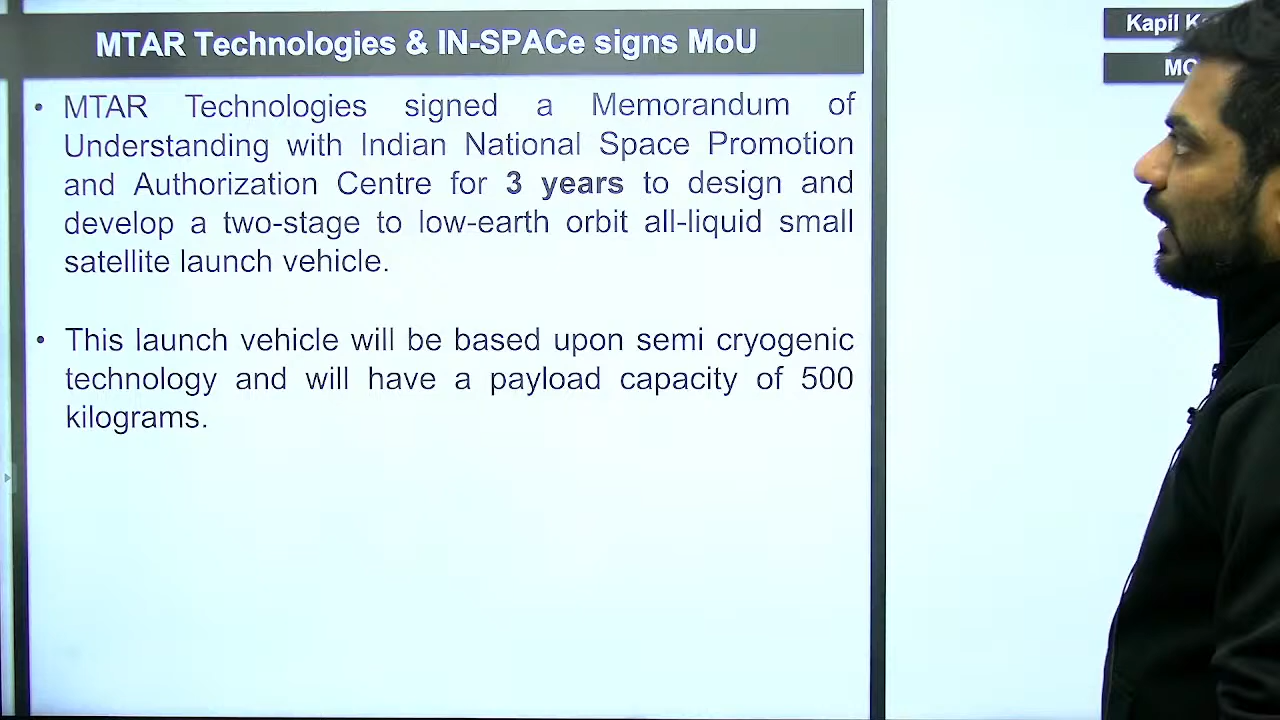 MTAR Technologies & IN-SPACe signs MoU
Kapil
• MTAR Technologies signed a Memorandum of
Understanding with Indian National Space Promotion
and Authorization Centre for 3 years to design and
develop a two-stage to low-earth orbit all-liquid small
satellite launch vehicle.
• This launch vehicle will be based upon semi cryogenic
technology and will have a payload capacity of 500
kilograms.